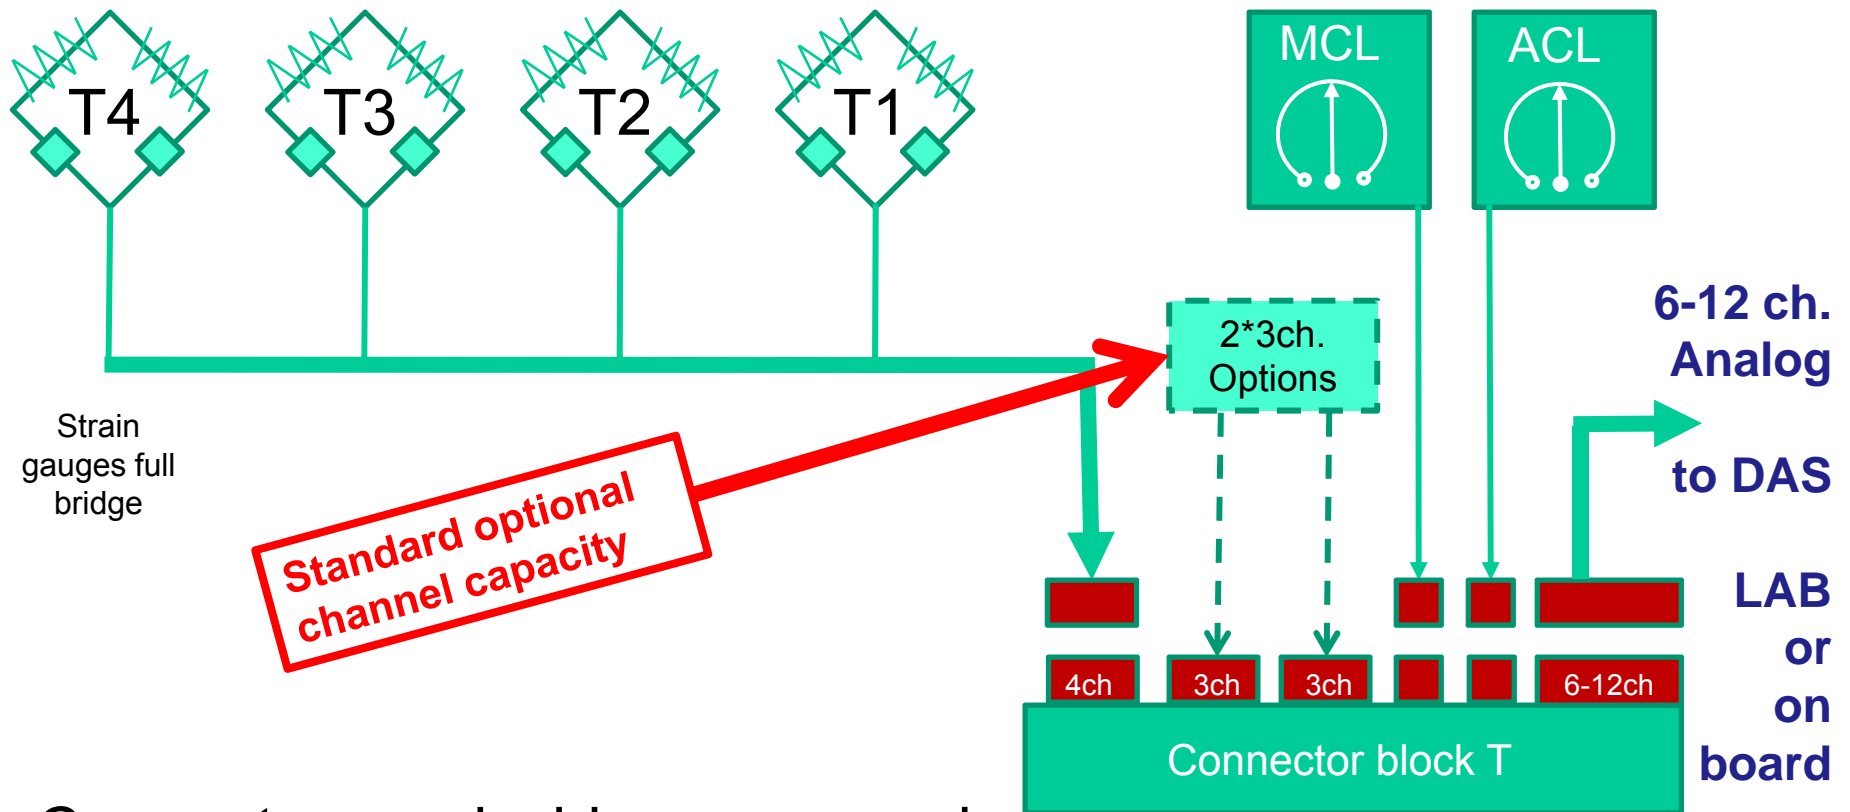 T4
T3
T2
T1
MCL
ACL
2*3ch.
Options
6-12 ch.
Analog
to DAS
LAB
or
on
board
Strain
gauges full
bridge
Standard optional
channel capacity
4ch
3ch
3ch
6-12ch
Connector block T